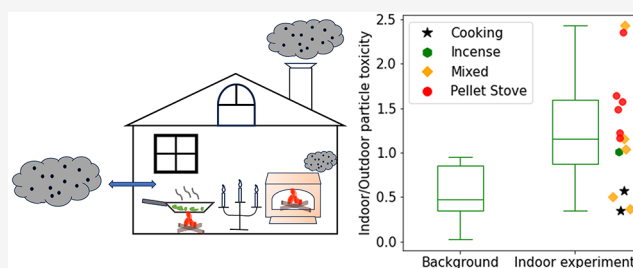 Indoor/Outdoor particle toxicity
2.5
2.0
1.5
1.0
0.5
0.0
Cooking
Incense
Mixed
Pellet Stove
Background
Indoor experiment